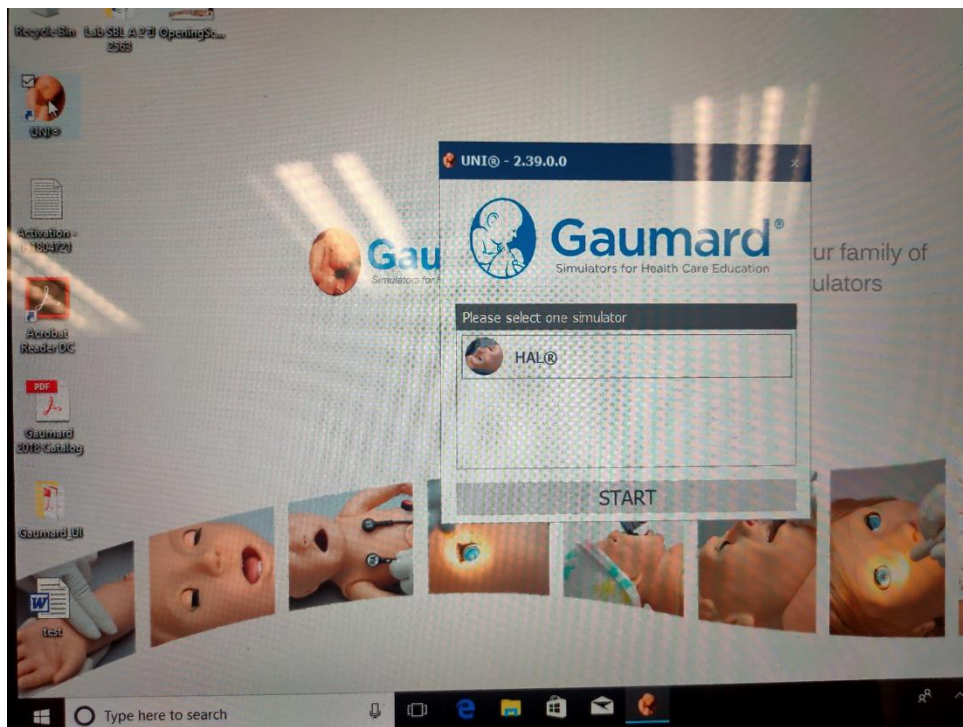 Recycle Bin
Lab SBL A
2563
OpeningSc...
UNI®
UNI® - 2.39.0.0
x
Gaumard®
Simulators for Health Care Education
Gau
Simulators for
ur family of
ulators
Please select one simulator
HAL®
START
Activation -
Acrobat
Reader DC
PDF
Gaumard
2018 Catalog
Gaumard_UI
test
Type here to search